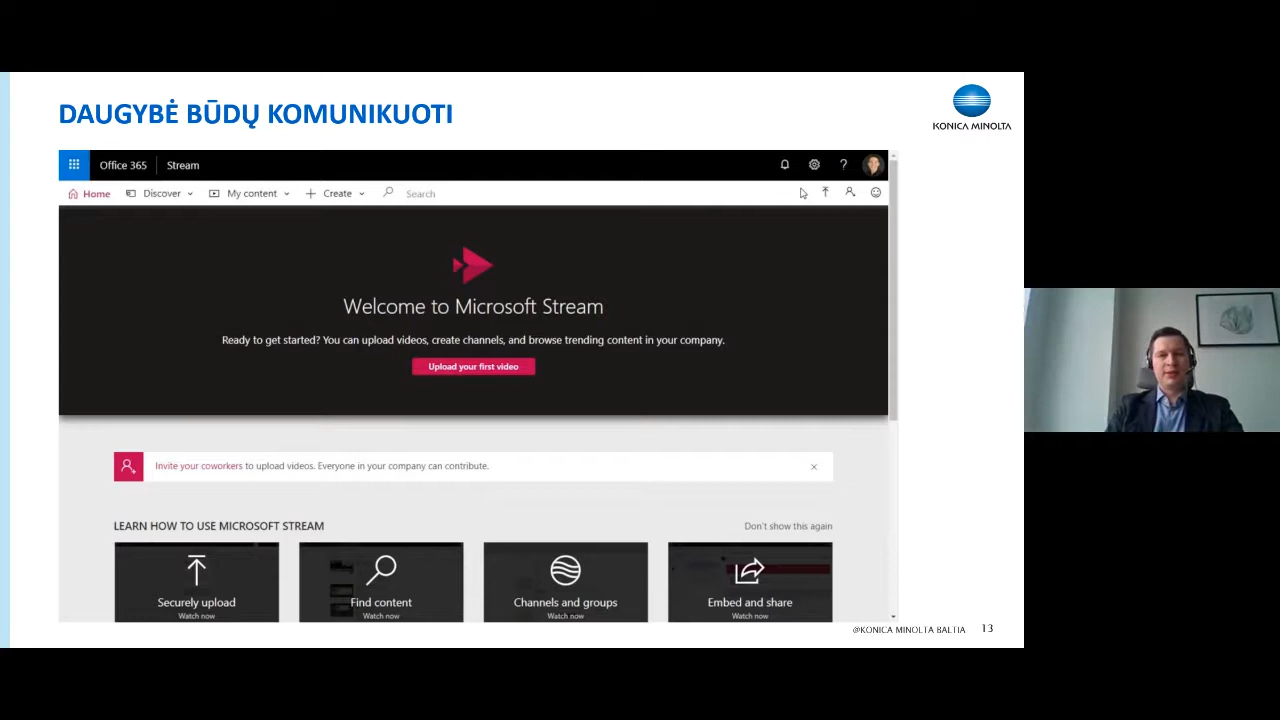 DAUGYBĖ BŪDŲ KOMUNIKUOTI
KONICA MINOLTA
Office 365 Stream
Home Discover My content Create Search
Welcome to Microsoft Stream
Ready to get started? You can upload videos, create channels, and browse trending content in your company.
Upload your first video
Invite your coworkers to upload videos. Everyone in your company can contribute.
LEARN HOW TO USE MICROSOFT STREAM Don't show this again
Securely upload Find content Channels and groups Embed and share
Watch now Watch now Watch now Watch now
@KONICA MINOLTA BALTIA 13